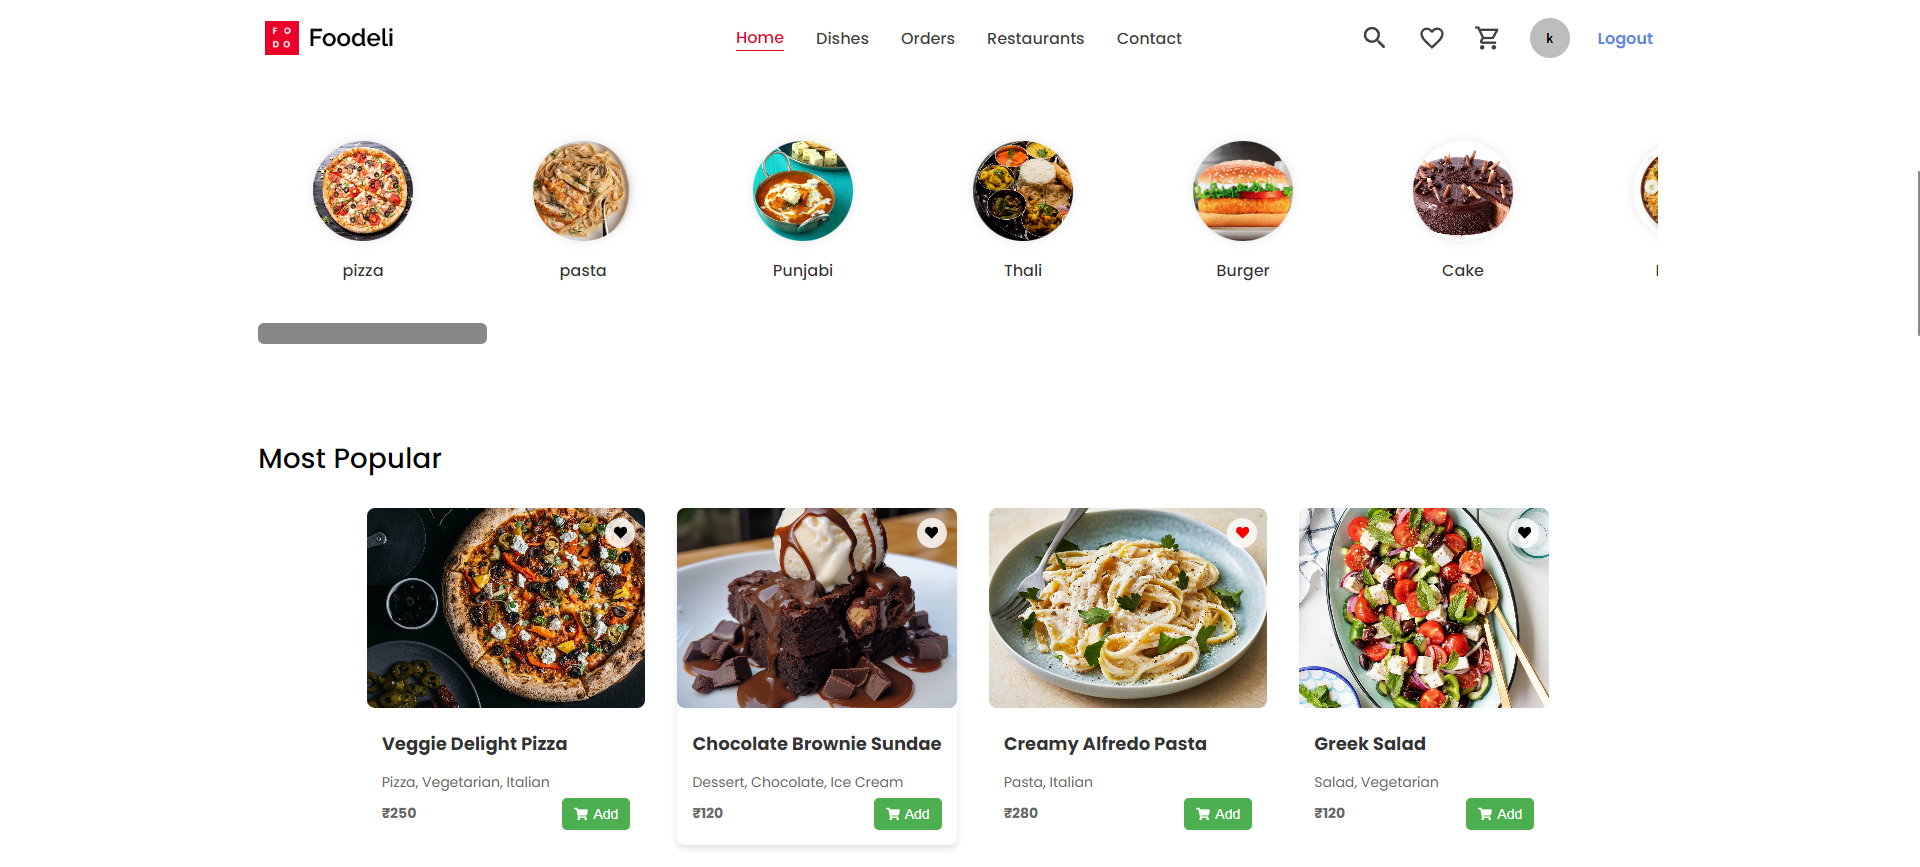 FO
DO
Foodeli
Home
Dishes
Orders
Restaurants
Contact
k
Logout
pizza
pasta
Punjabi
Thali
Burger
Cake
Most Popular
Veggie Delight Pizza
Pizza, Vegetarian, Italian
₹250
Add
Chocolate Brownie Sundae
Dessert, Chocolate, Ice Cream
₹120
Add
Creamy Alfredo Pasta
Pasta, Italian
₹280
Add
Greek Salad
Salad, Vegetarian
₹120
Add